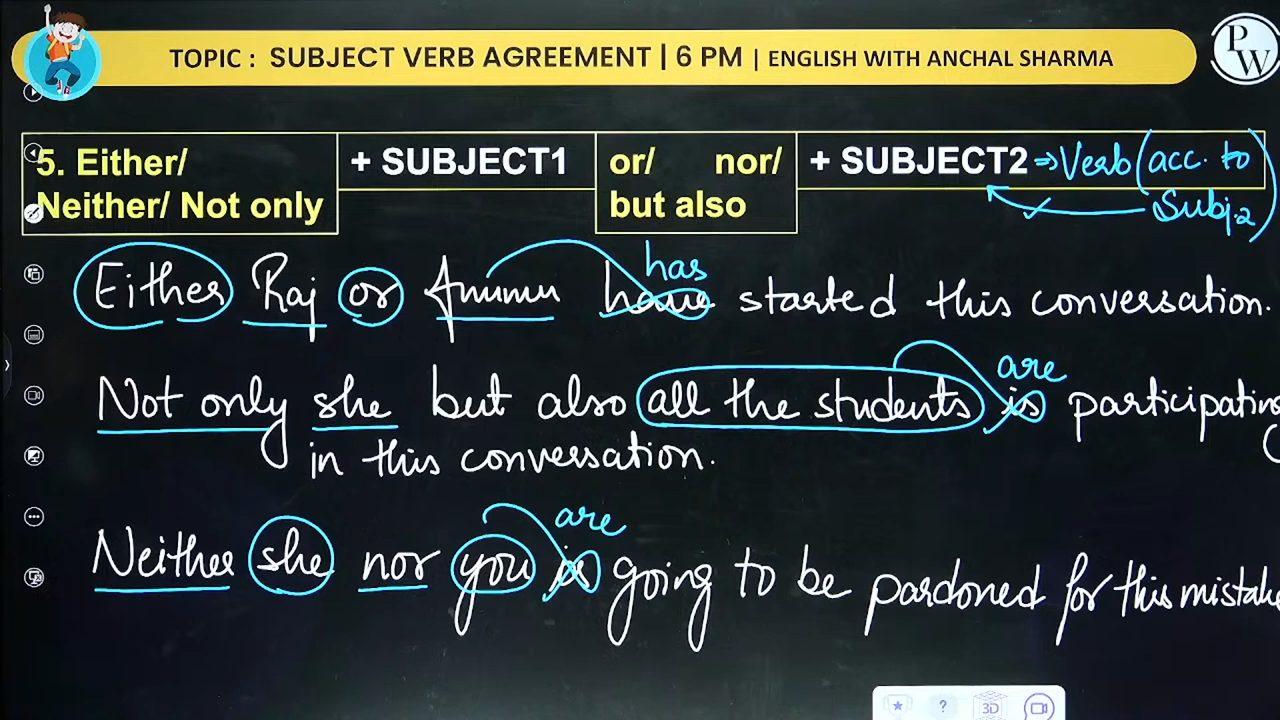 TOPIC : SUBJECT VERB AGREEMENT | 6 PM | ENGLISH WITH ANCHAL SHARMA
P
W
5. Either/ + SUBJECT1 or/ nor/ + SUBJECT2 ⇒ Verb (acc. to
Neither/ Not only but also Subj.2)
has
Either Raj or have started this conversation.
are
Not only she but also all the students is participating
in this conversation.
are
Neither she nor you is going to be pardoned for this mistake
? 3D